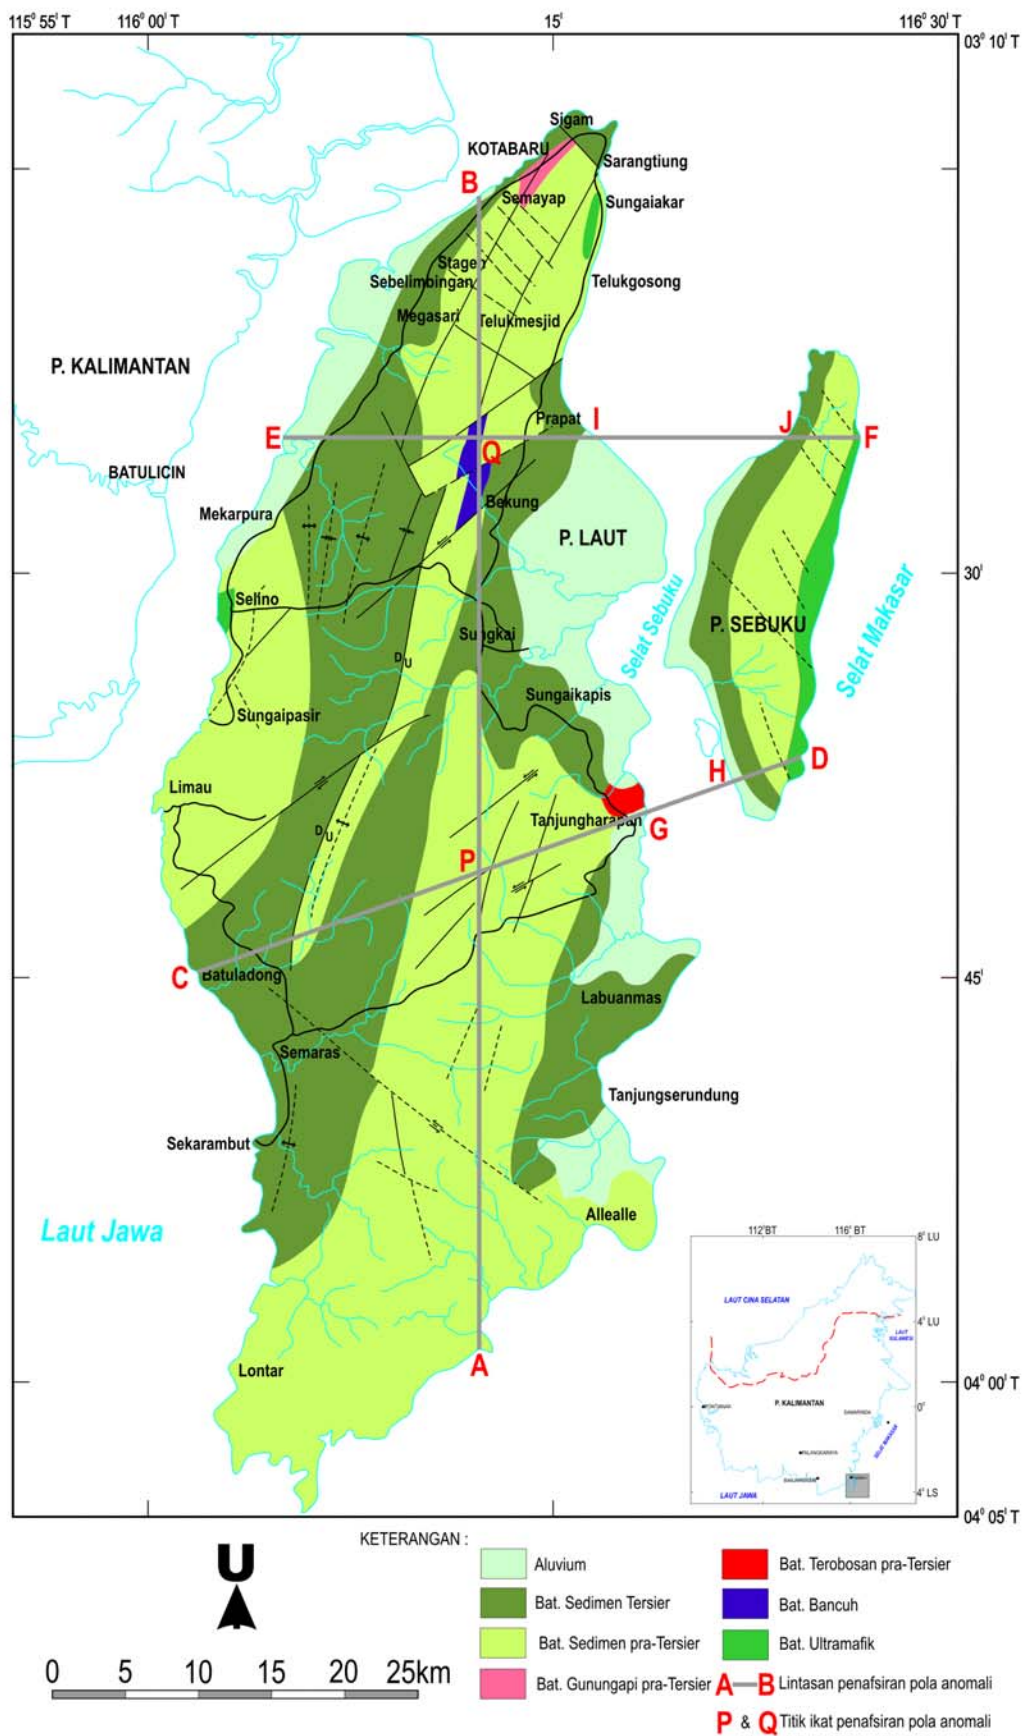 115° 55' T 116° 00' T 15' 116° 30' T
03° 10' T
Sigam
KOTABARU
Sarangtiung
B
Semayap
Sungaiakar
Stagen
Sebelimbingan
Telukgosong
Megasari
Telukmesjid
P. KALIMANTAN
Prapat
I
J
E
Q
F
BATULICIN
Bekung
Mekarpura
P. LAUT
30'
Selino
P. SEBUKU
Selat Sebuku
Selat Makasar
Sungkai
D U
Sungaikapis
Sungaipasir
D
H
Limau
Tanjungharapan
G
D U
P
C
Batuladong
45'
Labuanmas
Semaras
Tanjungserundung
Sekarambut
Allealle
Laut Jawa
A
Lontar
04° 00' T
04° 05' T
112° BT 116° BT
8° LU
LAUT CINA SELATAN
4° LU
LAUT
SULAWESI
P. KALIMANTAN
0°
SELAT MAKASAR
LAUT JAWA
4° LS
KETERANGAN :
U
Aluvium
Bat. Sedimen Tersier
Bat. Sedimen pra-Tersier
Bat. Gunungapi pra-Tersier
Bat. Terobosan pra-Tersier
Bat. Bancuh
Bat. Ultramafik
A B Lintasan penafsiran pola anomali
P & Q Titik ikat penafsiran pola anomali
0 5 10 15 20 25km